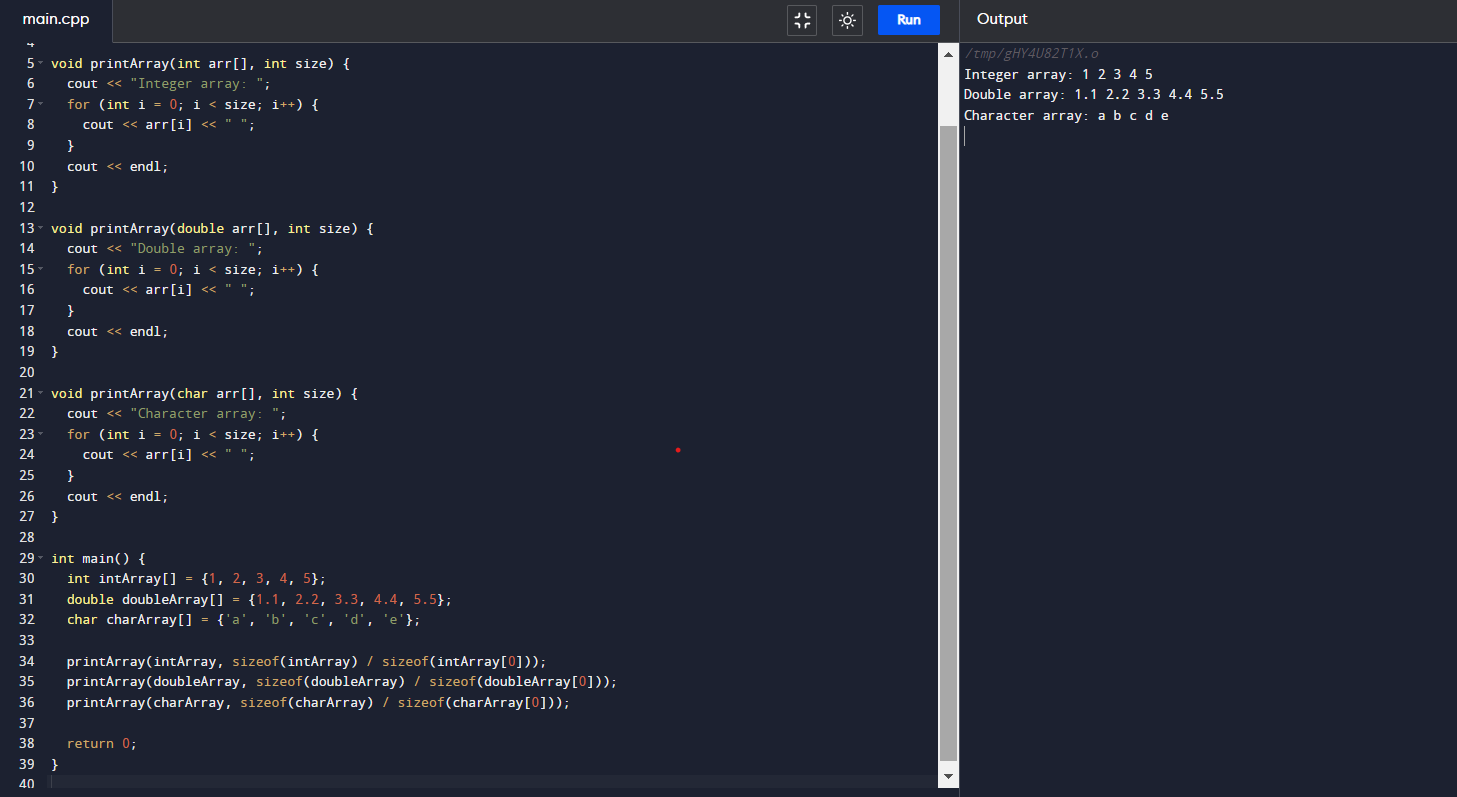 main.cpp
Run
Output
4
5 void printArray(int arr[], int size) {
6 cout << "Integer array: ";
7 for (int i = 0; i < size; i++) {
8 cout << arr[i] << " ";
9 }
10 cout << endl;
11 }
12
13 void printArray(double arr[], int size) {
14 cout << "Double array: ";
15 for (int i = 0; i < size; i++) {
16 cout << arr[i] << " ";
17 }
18 cout << endl;
19 }
20
21 void printArray(char arr[], int size) {
22 cout << "Character array: ";
23 for (int i = 0; i < size; i++) {
24 cout << arr[i] << " ";
25 }
26 cout << endl;
27 }
28
29 int main() {
30 int intArray[] = {1, 2, 3, 4, 5};
31 double doubleArray[] = {1.1, 2.2, 3.3, 4.4, 5.5};
32 char charArray[] = {'a', 'b', 'c', 'd', 'e'};
33
34 printArray(intArray, sizeof(intArray) / sizeof(intArray[0]));
35 printArray(doubleArray, sizeof(doubleArray) / sizeof(doubleArray[0]));
36 printArray(charArray, sizeof(charArray) / sizeof(charArray[0]));
37
38 return 0;
39 }
40
/tmp/gHY4U82T1X.o
Integer array: 1 2 3 4 5
Double array: 1.1 2.2 3.3 4.4 5.5
Character array: a b c d e